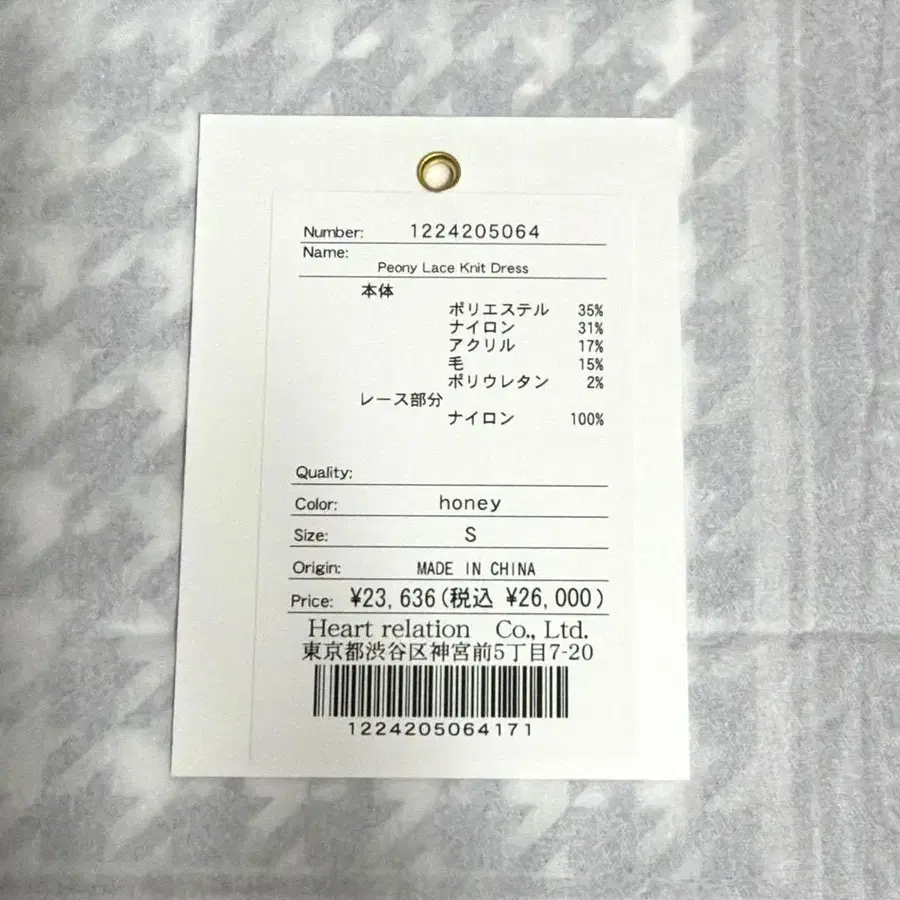 Number: 1224205064
Name:
Peony Lace Knit Dress
本体
ポリエステル 35%
ナイロン 31%
アクリル 17%
毛 15%
ポリウレタン 2%
レース部分
ナイロン 100%
Quality:
Color: honey
Size: S
Origin: MADE IN CHINA
Price: ¥23,636(税込 ¥26,000)
Heart relation Co., Ltd.
東京都渋谷区神宮前5丁目7-20
1224205064171